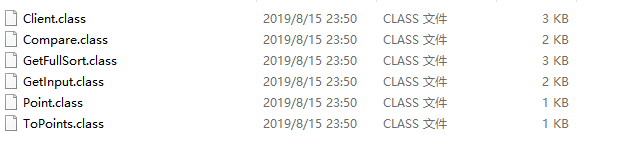 Client.class 2019/8/15 23:50 CLASS 文件 3 KB
Compare.class 2019/8/15 23:50 CLASS 文件 2 KB
GetFullSort.class 2019/8/15 23:50 CLASS 文件 3 KB
GetInput.class 2019/8/15 23:50 CLASS 文件 2 KB
Point.class 2019/8/15 23:50 CLASS 文件 1 KB
ToPoints.class 2019/8/15 23:50 CLASS 文件 1 KB